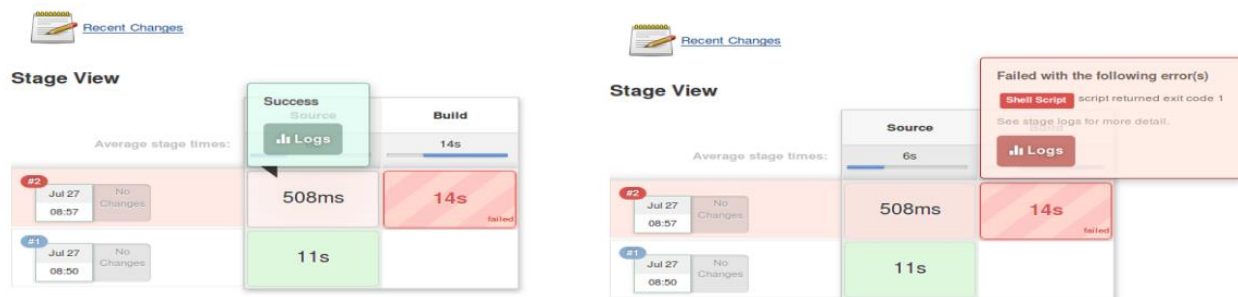 Recent Changes
Stage View
Success
Source
Logs
Build
Average stage times:
14s
#2
Jul 27
08:57
No
Changes
508ms
14s
failed
#1
Jul 27
08:50
No
Changes
11s
Recent Changes
Stage View
Failed with the following error(s)
Shell Script script returned exit code 1
See stage logs for more detail.
Logs
Source
Average stage times:
6s
#2
Jul 27
08:57
No
Changes
508ms
14s
failed
#1
Jul 27
08:50
No
Changes
11s